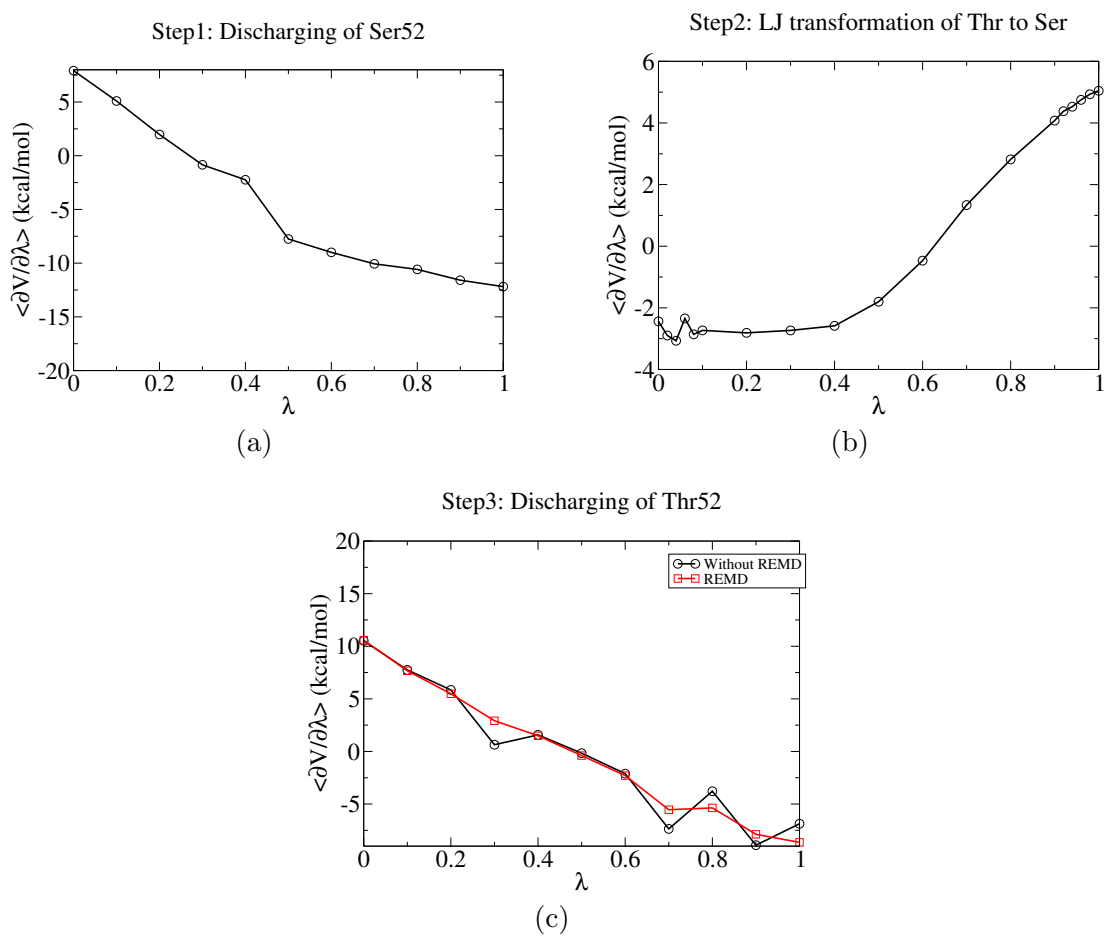 Step1: Discharging of Ser52
<∂V/∂λ> (kcal/mol)
5
0
-5
-10
-15
-20
0
0.2
0.4
0.6
0.8
1
λ
(a)
Step2: LJ transformation of Thr to Ser
<∂V/∂λ> (kcal/mol)
6
4
2
0
-2
-4
0
0.2
0.4
0.6
0.8
1
λ
(b)
Step3: Discharging of Thr52
<∂V/∂λ> (kcal/mol)
20
15
10
5
0
-5
0
0.2
0.4
0.6
0.8
1
λ
Without REMD
REMD
(c)